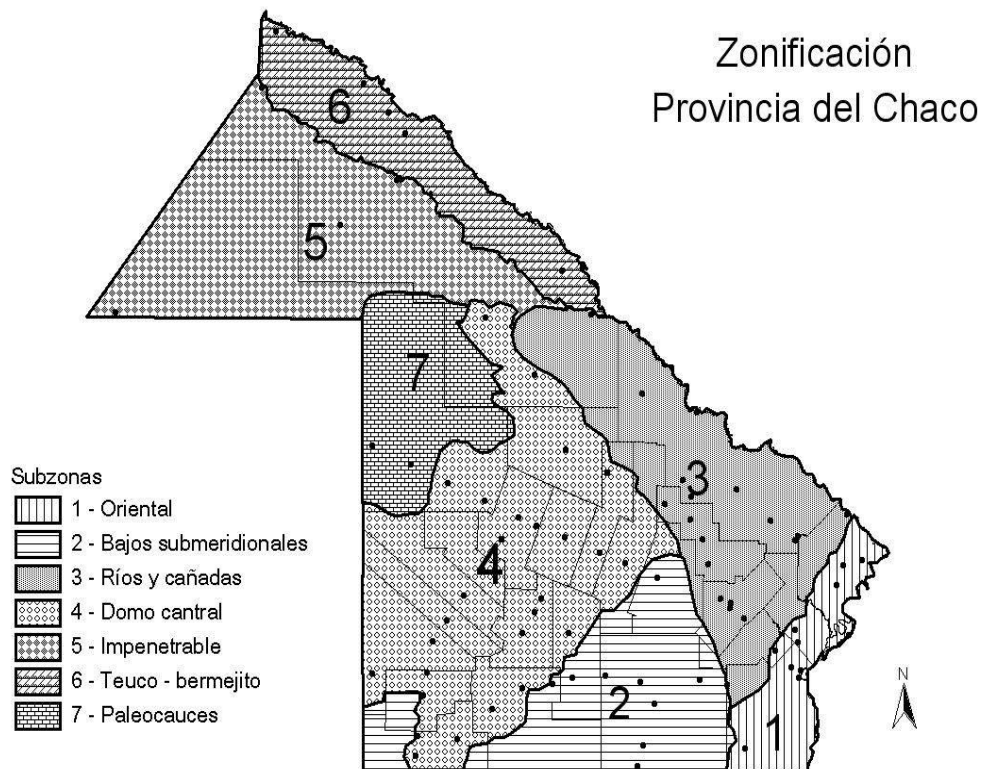 Zonificación
Provincia del Chaco
6
5
7
3
4
2
1
Subzonas
1 - Oriental
2 - Bajos submeridionales
3 - Ríos y cañadas
4 - Domo cantral
5 - Impenetrable
6 - Teuco - bermejito
7 - Paleocauces
N